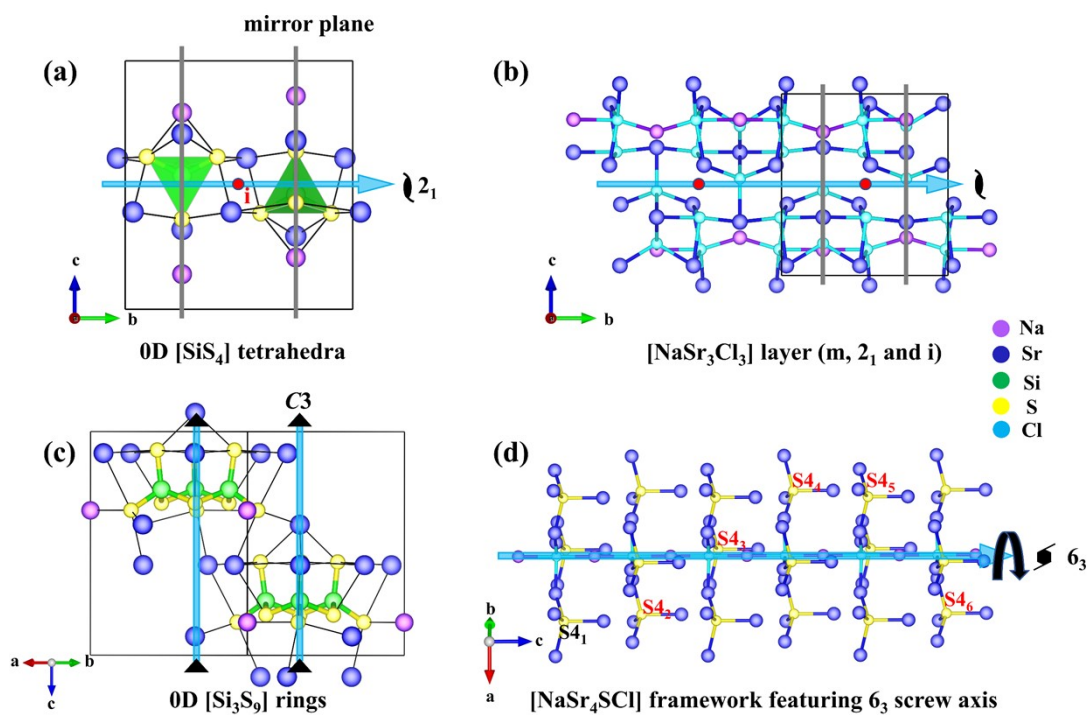 mirror plane
(a)
i
2₁
c
b
0D [SiS₄] tetrahedra
(b)
c
b
[NaSr₃Cl₃] layer (m, 2₁ and i)
Na
Sr
Si
S
Cl
(c)
C3
a
b
c
0D [Si₃S₉] rings
(d)
S4₄
S4₅
S4₃
6₃
S4₂
S4₆
S4₁
b
c
a
[NaSr₄SCl] framework featuring 6₃ screw axis